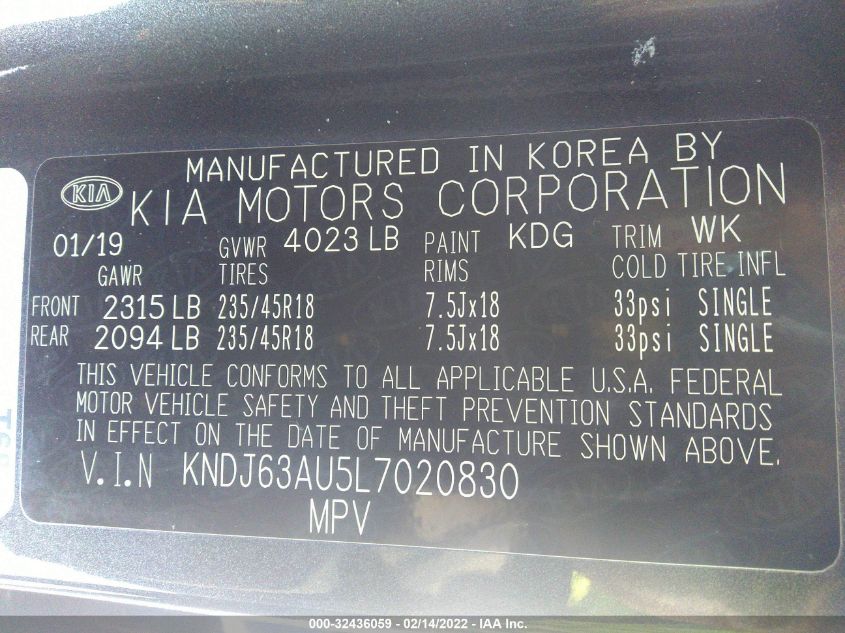 MANUFACTURED IN KOREA BY
KIA KIA MOTORS CORPORATION
01/19 GVWR 4023 LB PAINT KDG TRIM WK
GAWR TIRES RIMS COLD TIRE INFL
FRONT 2315 LB 235/45R18 7.5Jx18 33psi SINGLE
REAR 2094 LB 235/45R18 7.5Jx18 33psi SINGLE
THIS VEHICLE CONFORMS TO ALL APPLICABLE U.S.A. FEDERAL
MOTOR VEHICLE SAFETY AND THEFT PREVENTION STANDARDS
IN EFFECT ON THE DATE OF MANUFACTURE SHOWN ABOVE.
V.I.N KNDJ63AU5L7020830
MPV
000-32436059 - 02/14/2022 - IAA Inc.